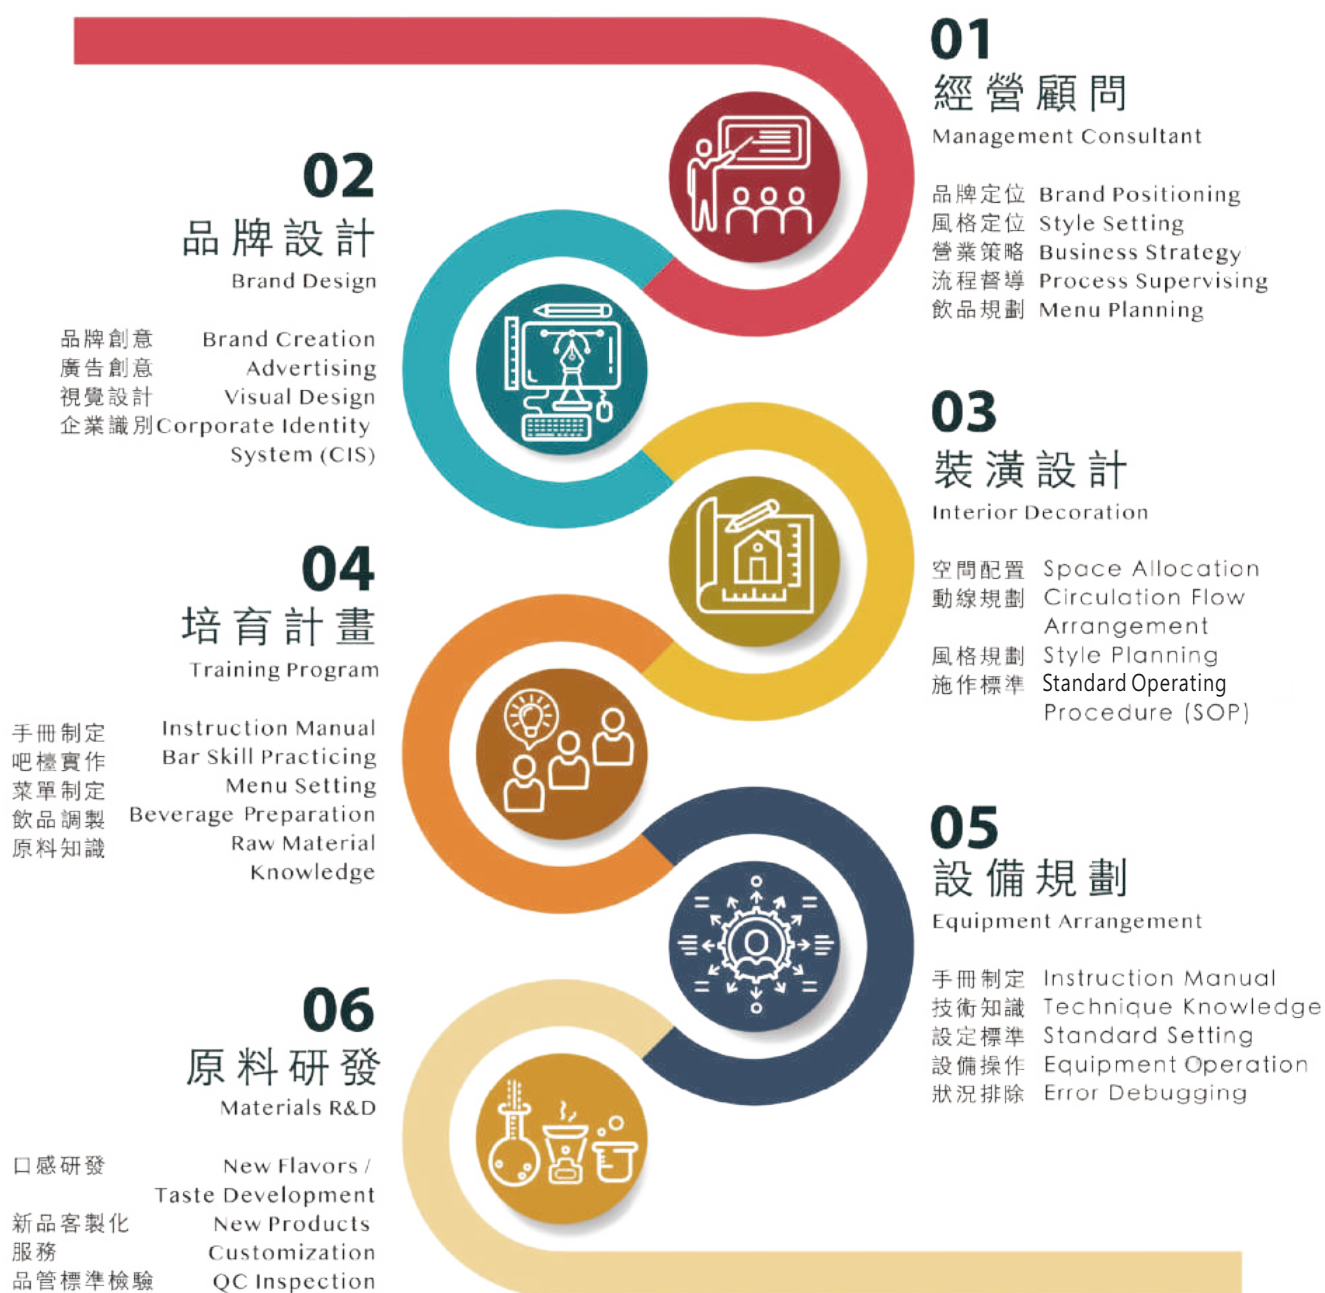 01
經營顧問
Management Consultant
品牌定位 Brand Positioning
風格定位 Style Setting
營業策略 Business Strategy
流程督導 Process Supervising
飲品規劃 Menu Planning
02
品牌設計
Brand Design
品牌創意 Brand Creation
廣告創意 Advertising
視覺設計 Visual Design
企業識別 Corporate Identity
System (CIS)
03
裝潢設計
Interior Decoration
空間配置 Space Allocation
動線規劃 Circulation Flow
Arrangement
風格規劃 Style Planning
施作標準 Standard Operating
Procedure (SOP)
04
培育計畫
Training Program
手冊制定 Instruction Manual
吧檯實作 Bar Skill Practicing
菜單制定 Menu Setting
飲品調製 Beverage Preparation
原料知識 Raw Material
Knowledge
05
設備規劃
Equipment Arrangement
手冊制定 Instruction Manual
技術知識 Technique Knowledge
設定標準 Standard Setting
設備操作 Equipment Operation
狀況排除 Error Debugging
06
原料研發
Materials R&D
口感研發 New Flavors /
Taste Development
新品客製化 New Products
服務 Customization
品管標準檢驗 QC Inspection